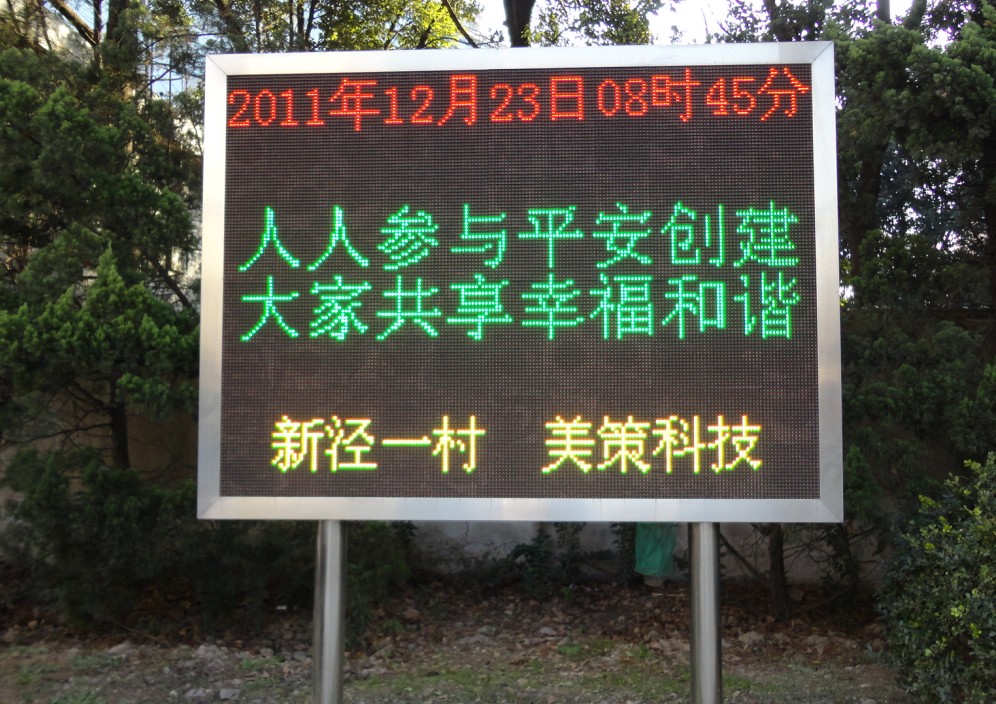 2011年12月23日08时45分
人人参与平安创建
大家共享幸福和谐
新泾一村 美策科技